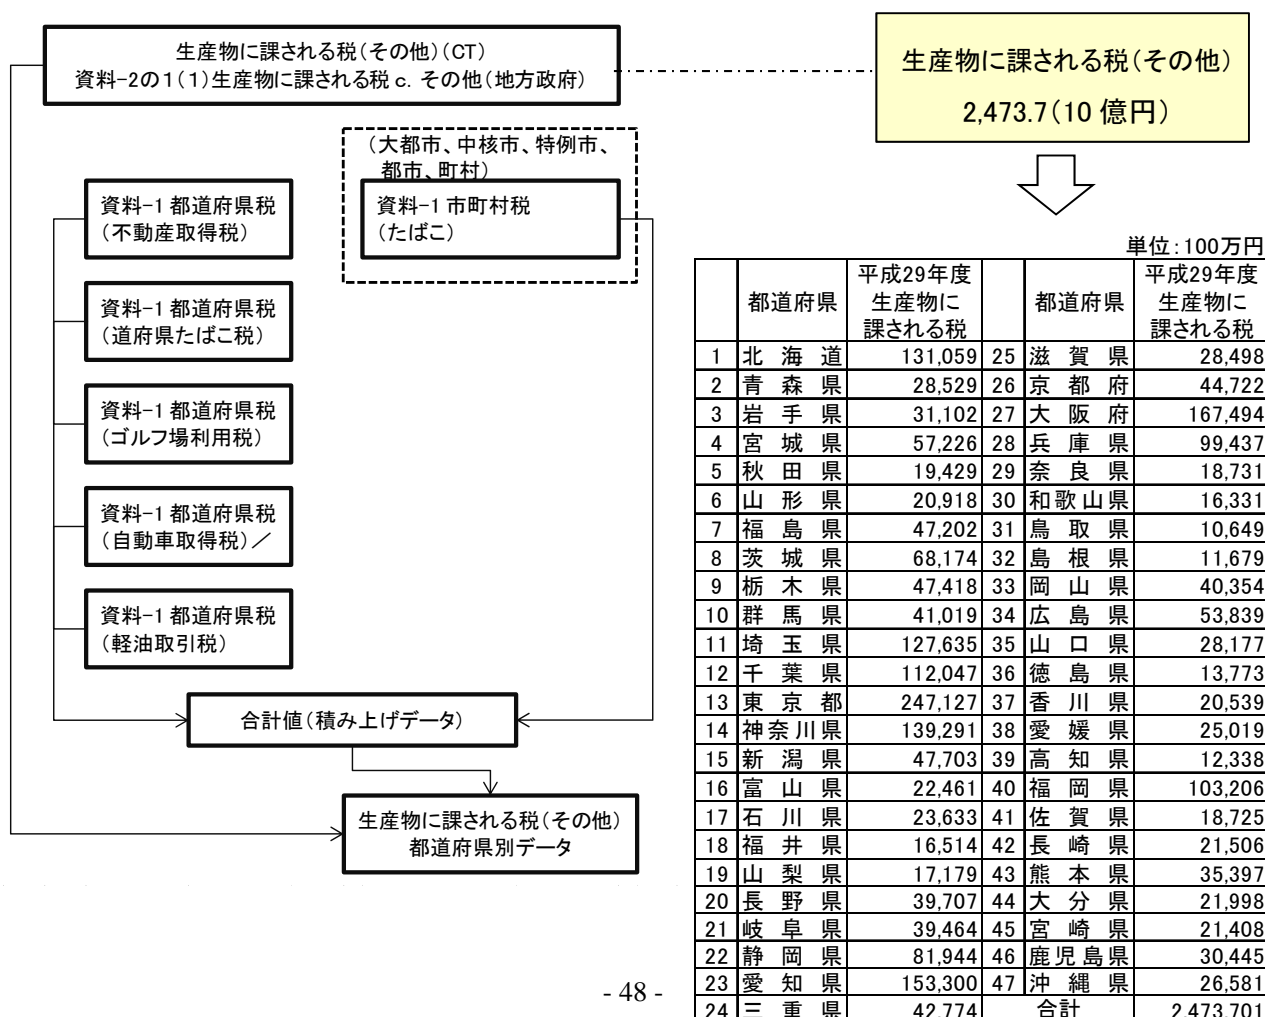 生産物に課される税(その他)(CT)
資料-2の1(1)生産物に課される税 c. その他(地方政府)
生産物に課される税(その他)
2,473.7(10 億円)
(大都市、中核市、特例市、
都市、町村)
資料-1 市町村税
(たばこ)
資料-1 都道府県税
(不動産取得税)
資料-1 都道府県税
(道府県たばこ税)
資料-1 都道府県税
(ゴルフ場利用税)
資料-1 都道府県税
(自動車取得税)/
資料-1 都道府県税
(軽油取引税)
合計値(積み上げデータ)
生産物に課される税(その他)
都道府県別データ
単位:100万円
都道府県 平成29年度 都道府県 平成29年度
生産物に 生産物に
課される税 課される税
1 北海道 131,059 25 滋賀県 28,498
2 青森県 28,529 26 京都府 44,722
3 岩手県 31,102 27 大阪府 167,494
4 宮城県 57,226 28 兵庫県 99,437
5 秋田県 19,429 29 奈良県 18,731
6 山形県 20,918 30 和歌山県 16,331
7 福島県 47,202 31 鳥取県 10,649
8 茨城県 68,174 32 島根県 11,679
9 栃木県 47,418 33 岡山県 40,354
10 群馬県 41,019 34 広島県 53,839
11 埼玉県 127,635 35 山口県 28,177
12 千葉県 112,047 36 徳島県 13,773
13 東京都 247,127 37 香川県 20,539
14 神奈川県 139,291 38 愛媛県 25,019
15 新潟県 47,703 39 高知県 12,338
16 富山県 22,461 40 福岡県 103,206
17 石川県 23,633 41 佐賀県 18,725
18 福井県 16,514 42 長崎県 21,506
19 山梨県 17,179 43 熊本県 35,397
20 長野県 39,707 44 大分県 21,998
21 岐阜県 39,464 45 宮崎県 21,408
22 静岡県 81,944 46 鹿児島県 30,445
23 愛知県 153,300 47 沖縄県 26,581
24 三重県 42,774 合計 2,473,701
- 48 -